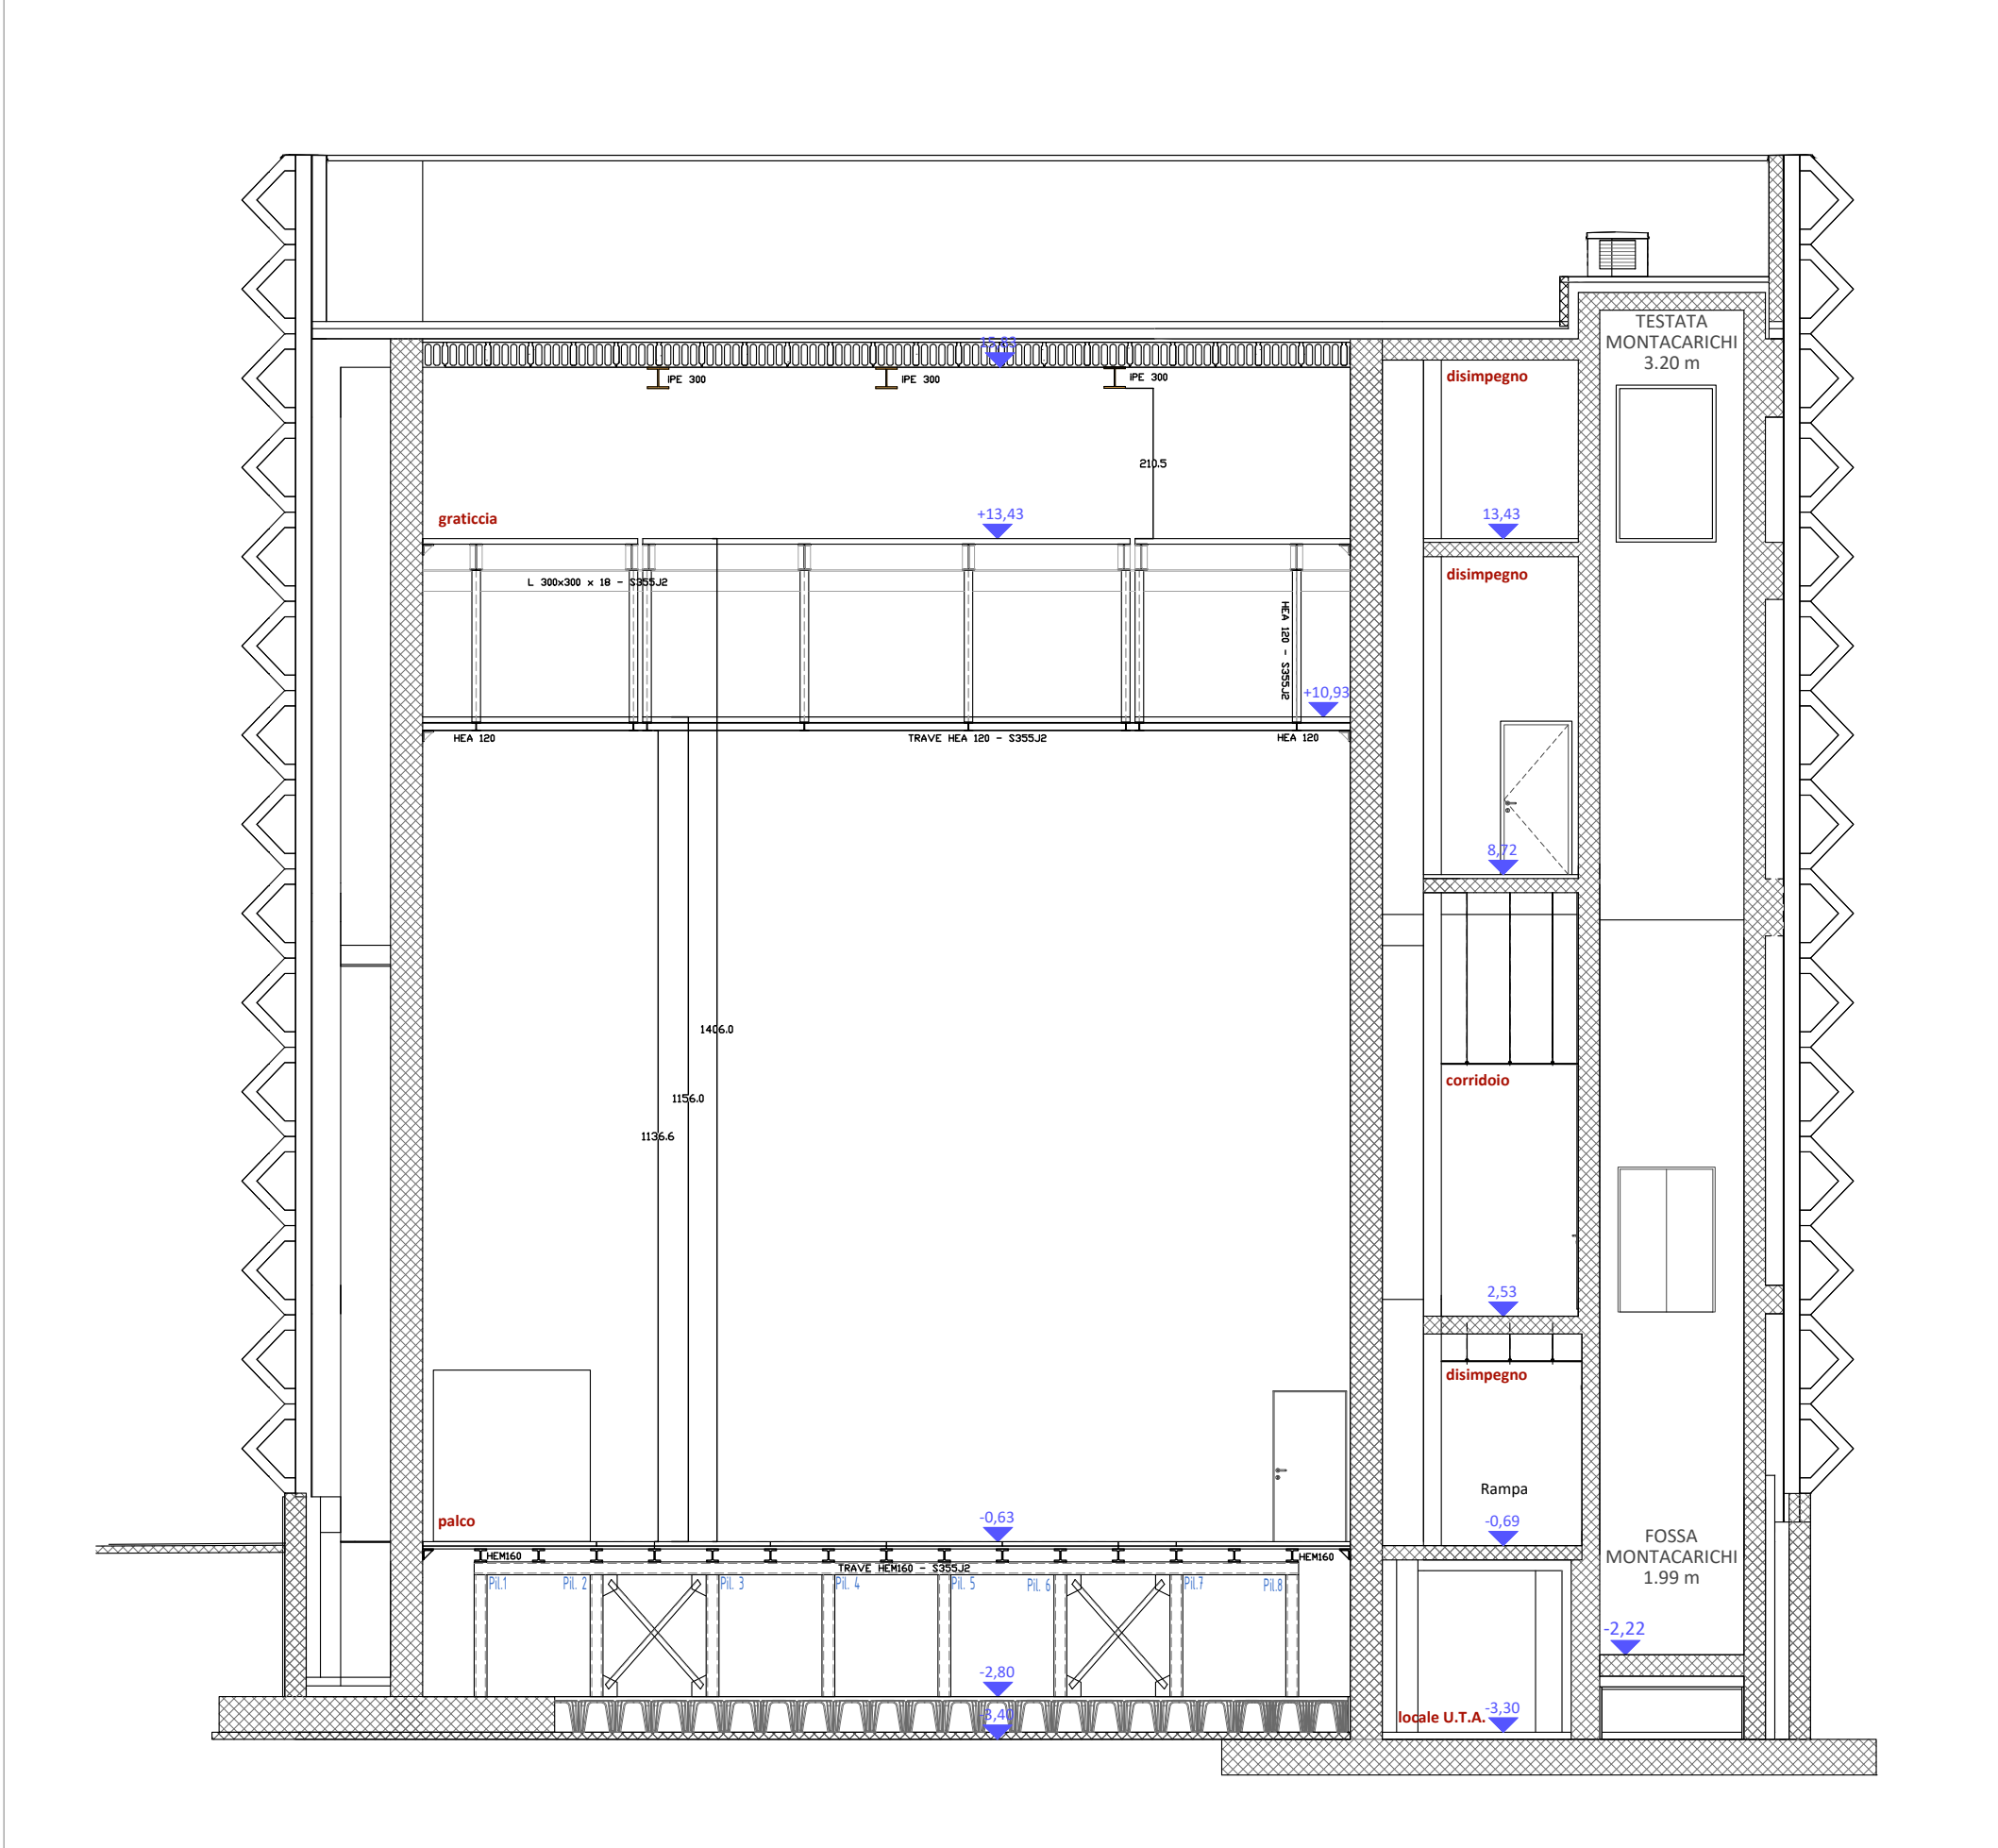 TESTATA
MONTACARICHI
3.20 m
IPE 300
IPE 300
IPE 300
disimpegno
210.5
graticcia
+13,43
13,43
disimpegno
L 300x300 x 18 - S355J2
HEA 120 - S355J2
+10,93
HEA 120
TRAVE HEA 120 - S355J2
HEA 120
8,72
1406.0
corridoio
1156.0
1136.6
2,53
disimpegno
Rampa
palco
-0,63
-0,69
FOSSA
MONTACARICHI
1.99 m
HEM160
HEM160
TRAVE HEM160 - S355J2
Pil.1
Pil. 2
Pil. 3
Pil. 4
Pil. 5
Pil. 6
Pil.7
Pil.8
-2,22
-2,80
-3,40
locale U.T.A.
-3,30